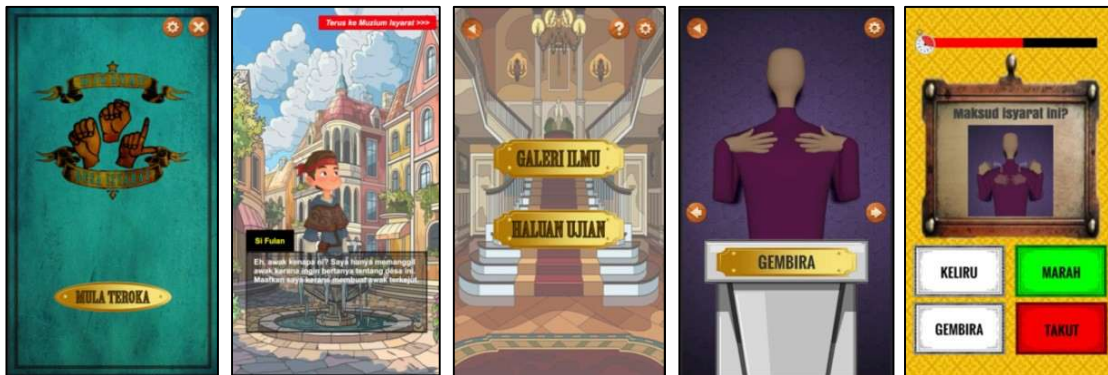 MULA TEROKA
Terus ke Muzium Isyarat >>>
Si Fulan
Eh, awak kenapa ni? Saya hanya memanggil
awak kerana ingin bertanya tentang desa ini.
Maafkan saya kerana membuat awak terkejut.
?
GALERI ILMU
HALUAN UJIAN
GEMBIRA
Maksud isyarat ini?
KELIRU
MARAH
GEMBIRA
TAKUT